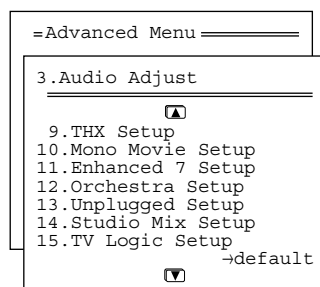 =Advanced Menu
3.Audio Adjust
9.THX Setup
10.Mono Movie Setup
11.Enhanced 7 Setup
12.Orchestra Setup
13.Unplugged Setup
14.Studio Mix Setup
15.TV Logic Setup
→default